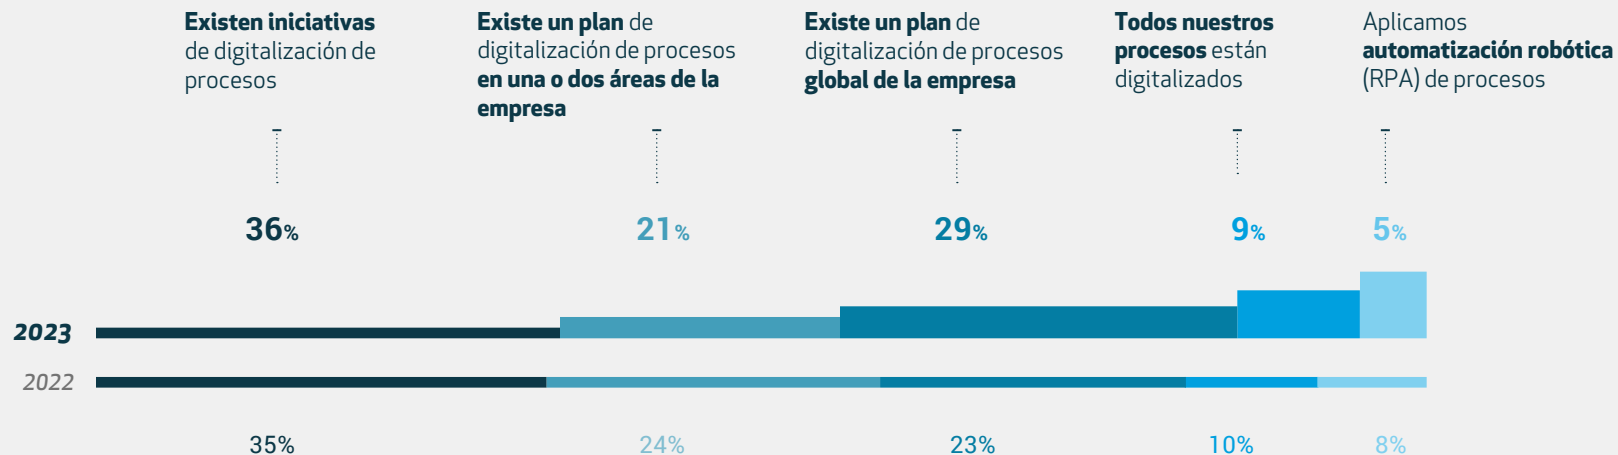 Existen iniciativas
de digitalización de
procesos
Existe un plan de
digitalización de procesos
en una o dos áreas de la
empresa
Existe un plan de
digitalización de procesos
global de la empresa
Todos nuestros
procesos están
digitalizados
Aplicamos
automatización robótica
(RPA) de procesos
36% 21% 29% 9% 5%
2023
2022
35% 24% 23% 10% 8%